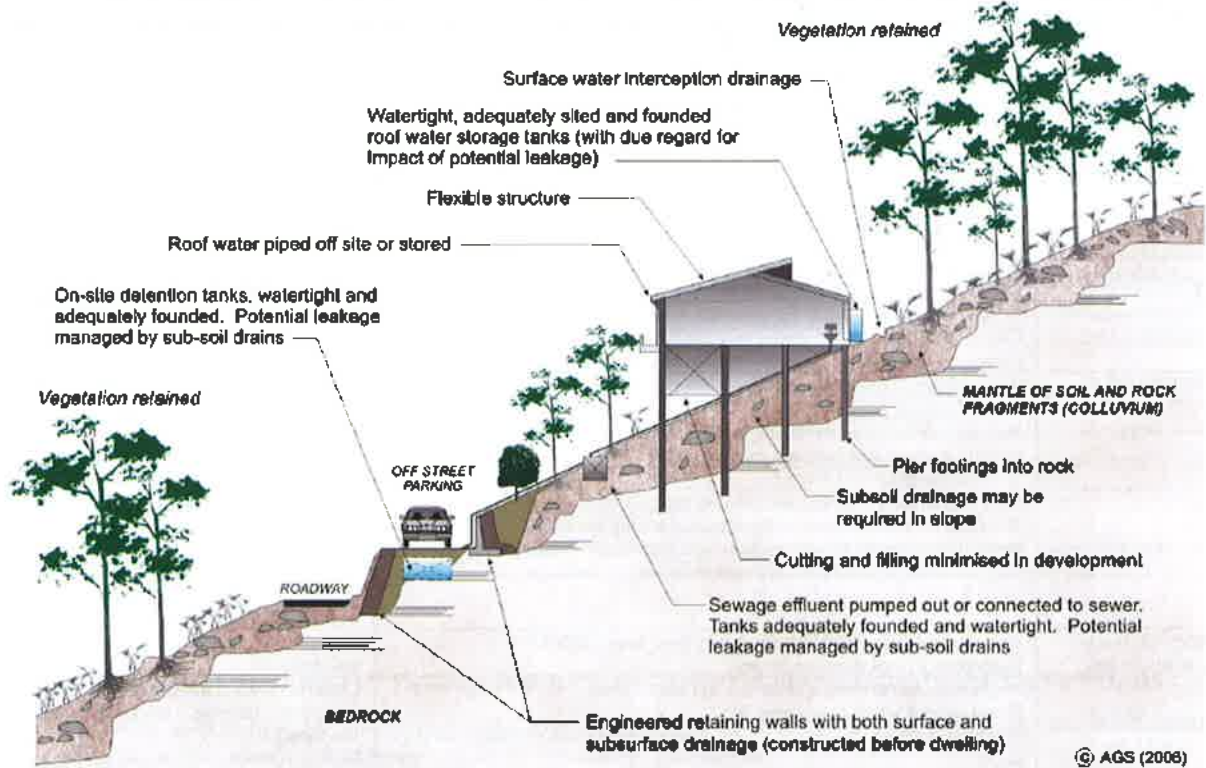 Vegetation retained
Surface water interception drainage
Watertight, adequately sited and founded
roof water storage tanks (with due regard for
impact of potential leakage)
Flexible structure
Roof water piped off site or stored
On-site detention tanks, watertight and
adequately founded. Potential leakage
managed by sub-soil drains
Vegetation retained
MANTLE OF SOIL AND ROCK
FRAGMENTS (COLLUVIUM)
OFF STREET
PARKING
Pier footings into rock
Subsoil drainage may be
required in slope
Cutting and filling minimised in development
ROADWAY
Sewage effluent pumped out or connected to sewer.
Tanks adequately founded and watertight. Potential
leakage managed by sub-soil drains
BEDROCK
Engineered retaining walls with both surface and
subsurface drainage (constructed before dwelling)
© AGS (2006)